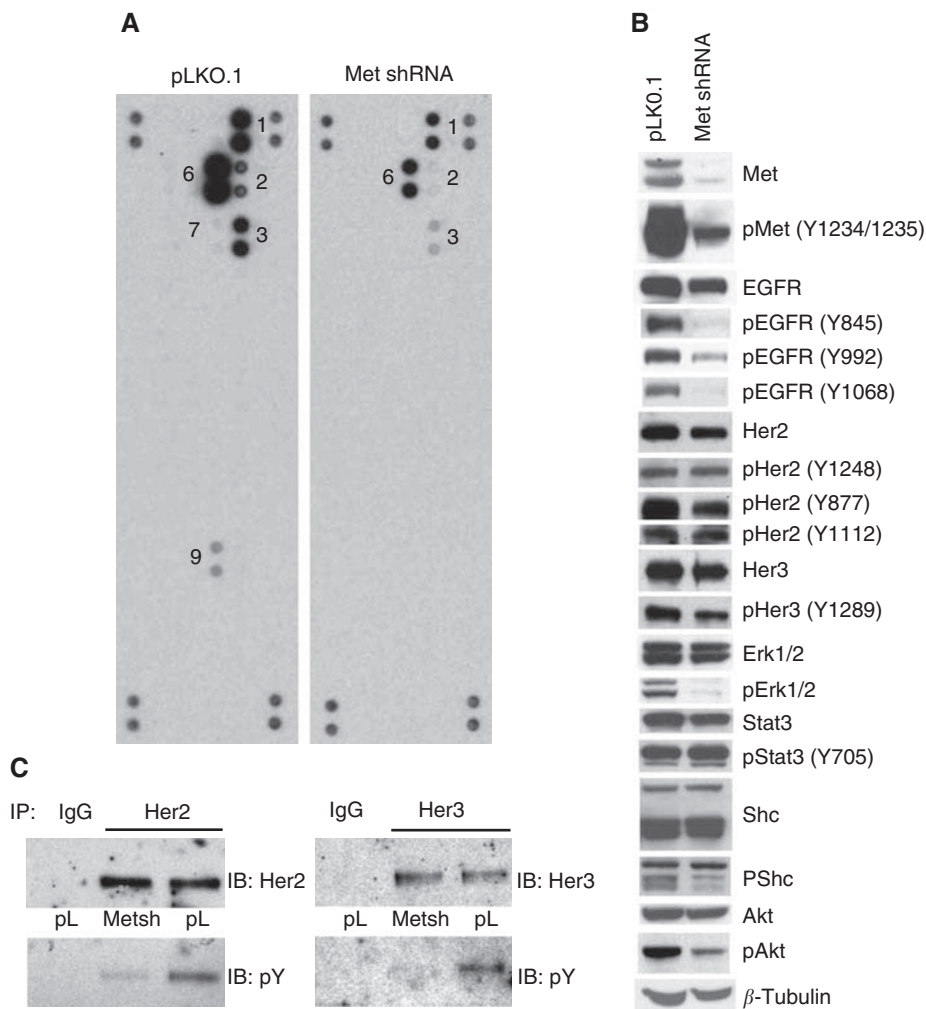 A
pLKO.1
Met shRNA
1
6
2
7
3
9
1
6
2
3
B
pLK0.1
Met shRNA
Met
pMet (Y1234/1235)
EGFR
pEGFR (Y845)
pEGFR (Y992)
pEGFR (Y1068)
Her2
pHer2 (Y1248)
pHer2 (Y877)
pHer2 (Y1112)
Her3
pHer3 (Y1289)
Erk1/2
pErk1/2
Stat3
pStat3 (Y705)
Shc
PShc
Akt
pAkt
β-Tubulin
C
IP: IgG Her2
IB: Her2
pL Metsh pL
IB: pY
IgG Her3
IB: Her3
pL Metsh pL
IB: pY